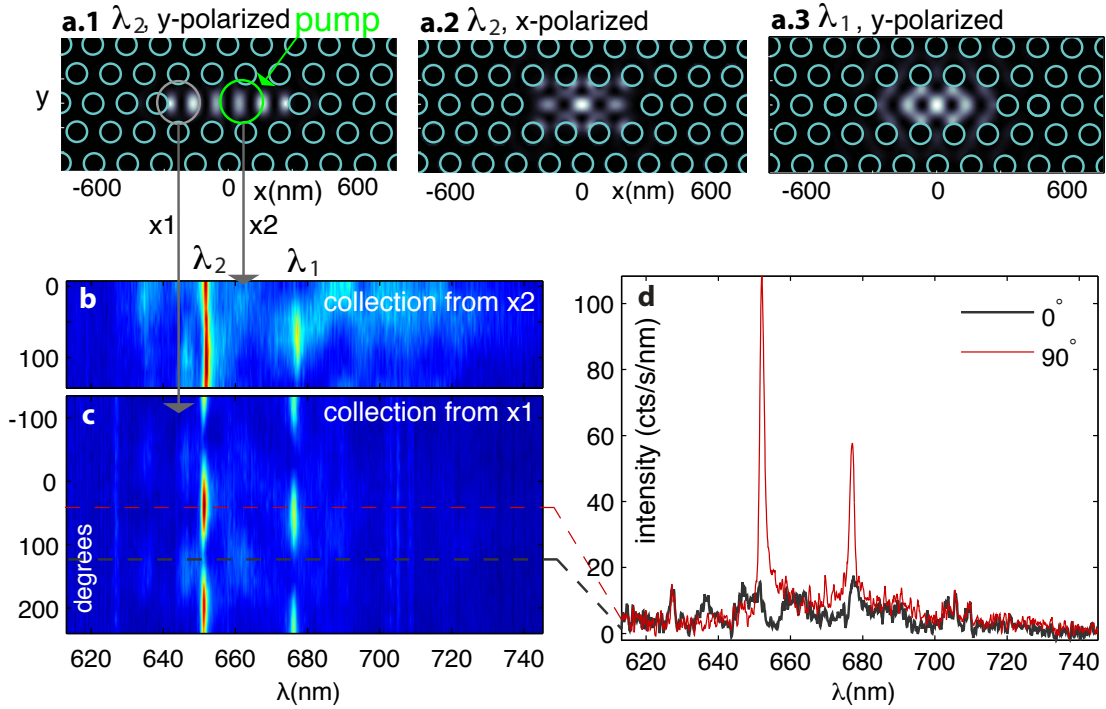 a.1 λ2, y-polarized
pump
a.2 λ2, x-polarized
a.3 λ1, y-polarized
y
-600 0 x(nm) 600
-600 0 x(nm) 600
-600 0 x(nm) 600
x1
x2
λ2
λ1
b
collection from x2
0
100
c
collection from x1
-100
0
100
200
degrees
620 640 660 680 700 720 740
λ(nm)
d
0°
90°
intensity (cts/s/nm)
100
80
60
40
20
0
620 640 660 680 700 720 740
λ(nm)